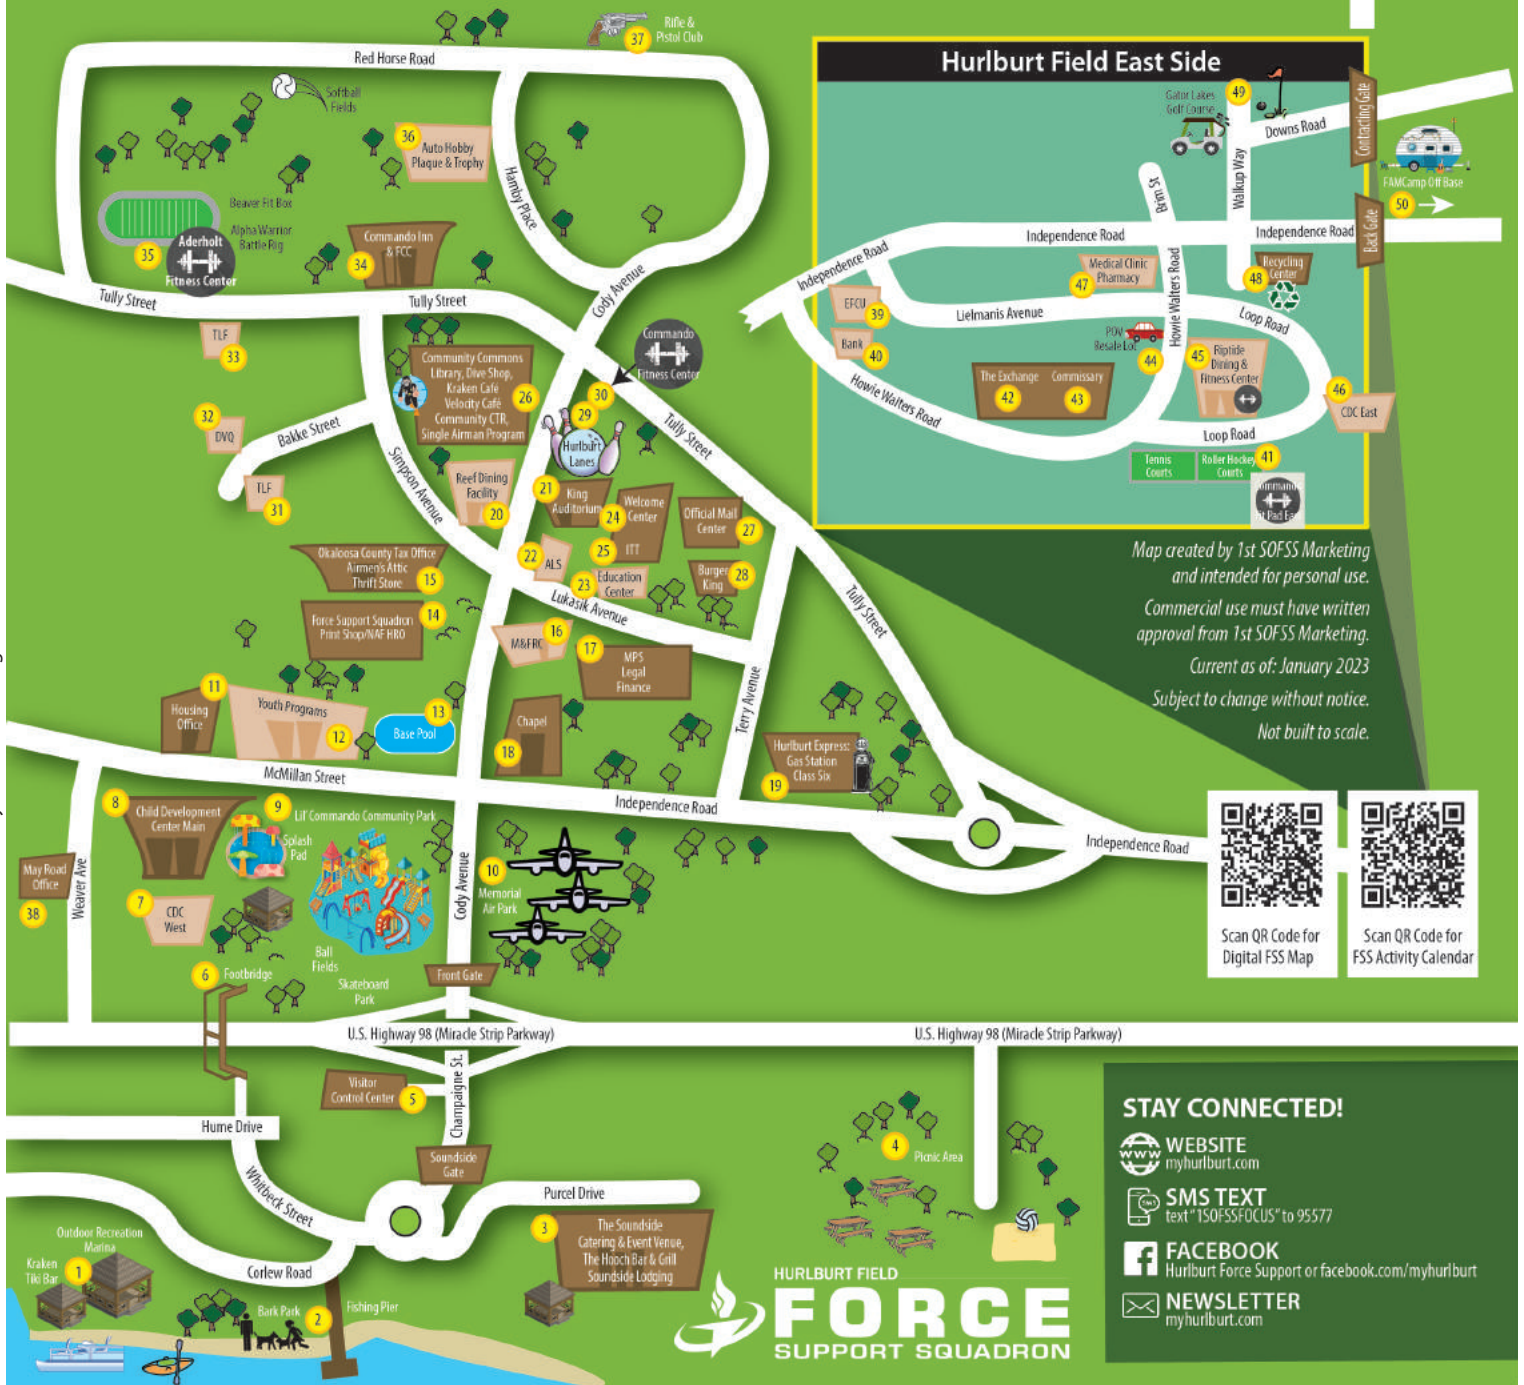 37
Rifle &
Pistol Club
Red Horse Road
Softball
Fields
36
Auto Hobby
Plaque & Trophy
Hamby Place
Beaver Fit Box
Alpha Warrior
Battle Rig
35
Aderholt
Fitness Center
34
Commando Inn
& FCC
Tully Street
Tully Street
Cody Avenue
TLF
33
Commando
Fitness Center
Community Commons
Library, Dive Shop,
Kraken Café
Velocity Café
Community CTR,
Single Airman Program
26
30
29
Hurlburt
Lanes
Tully Street
32
DVQ
Bakke Street
TLF
31
Simpson Avenue
Reef Dining
Facility
20
21
King
Auditorium
24
Welcome
Center
25
ITT
Official Mail
Center
27
22
ALS
23
Education
Center
Burger
King
28
Okaloosa County Tax Office
Airmen's Attic
Thrift Store
15
Force Support Squadron
Print Shop/NAF HRO
14
Lukasik Avenue
Tully Street
M&FRC
16
17
MPS
Legal
Finance
Terry Avenue
11
Housing
Office
Youth Programs
12
13
Base Pool
Chapel
18
Hurlburt Express:
Gas Station
Class Six
19
McMillan Street
Independence Road
Independence Road
8
Child Development
Center Main
9
Lil' Commando Community Park
Splash
Pad
May Road
Office
38
Weaver Ave
7
CDC
West
Cody Avenue
10
Memorial
Air Park
Ball
Fields
Skateboard
Park
6
Footbridge
Front Gate
U.S. Highway 98 (Miracle Strip Parkway)
U.S. Highway 98 (Miracle Strip Parkway)
Visitor
Control Center
5
Champaigne St.
Hume Drive
Soundside
Gate
Whitbeck Street
Purcel Drive
3
The Soundside
Catering & Event Venue,
The Hooch Bar & Grill
Soundside Lodging
4
Picnic Area
Outdoor Recreation
Marina
Kraken
Tiki Bar
1
Corlew Road
Bark Park
2
Fishing Pier
Hurlburt Field East Side
Gator Lakes
Golf Course
49
Downs Road
Contracting Gate
FAMCamp Off Base
50
Walkup Way
Brim St
Independence Road
Independence Road
Independence Road
Back Gate
Medical Clinic
Pharmacy
47
48
Recycling
Center
EFCU
39
Lielmanis Avenue
Howie Walters Road
Loop Road
Bank
40
POV
Resale Lot
44
45
Riptide
Dining &
Fitness Center
Howie Walters Road
The Exchange
42
Commissary
43
46
CDC East
Loop Road
Tennis
Courts
Roller Hockey
Courts
41
Commando
Fit Pad East
Map created by 1st SOFSS Marketing
and intended for personal use.
Commercial use must have written
approval from 1st SOFSS Marketing.
Current as of: January 2023
Subject to change without notice.
Not built to scale.
Scan QR Code for
Digital FSS Map
Scan QR Code for
FSS Activity Calendar
STAY CONNECTED!
WWW
WEBSITE
myhurlburt.com
SMS TEXT
text "1SOFSSFOCUS" to 95577
FACEBOOK
Hurlburt Force Support or facebook.com/myhurlburt
NEWSLETTER
myhurlburt.com
HURLBURT FIELD
FORCE
SUPPORT SQUADRON